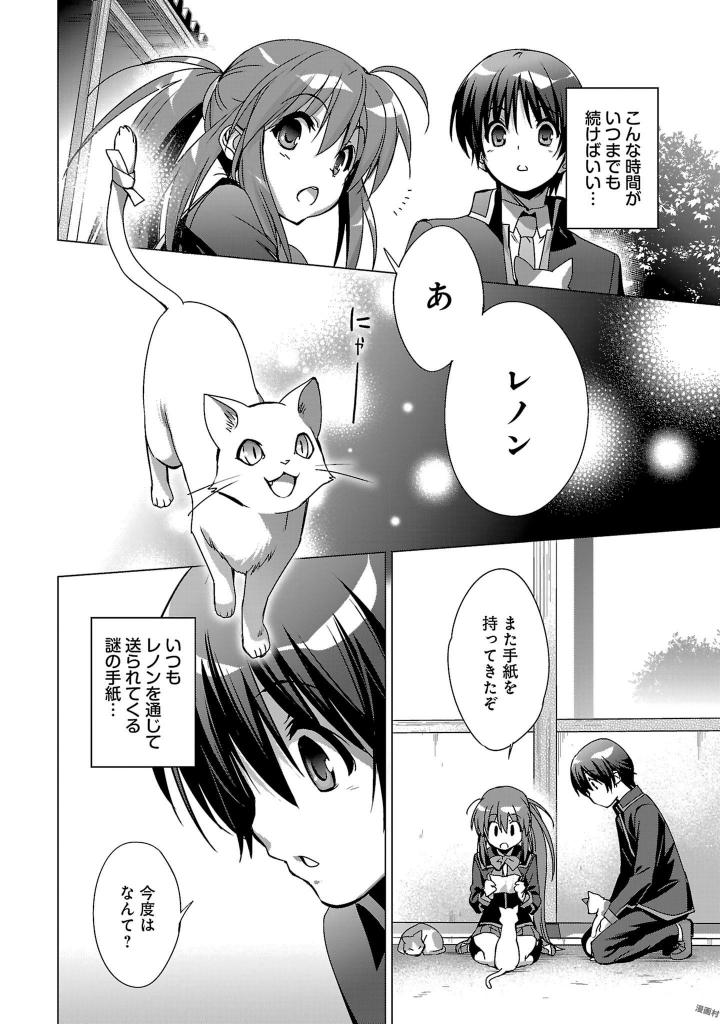 こんな時間が
いつまでも
続けばいい…
あ
レノン
にゃー
また手紙を
持ってきたぞ
いつも
レノンを通じて
送られてくる
謎の手紙…
今度は
なんて？
漫画村